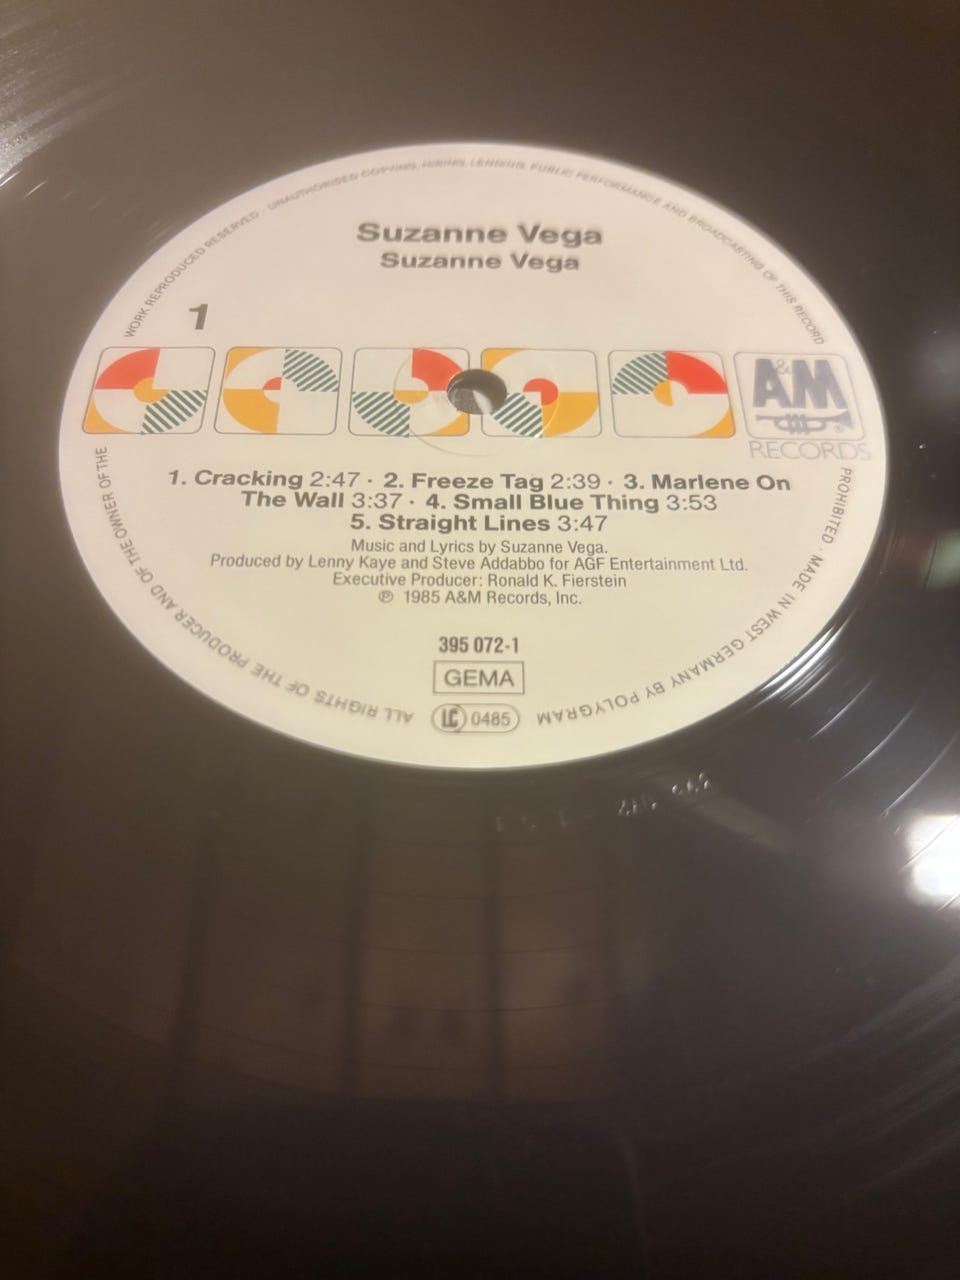 WORK REPRODUCED RESERVED · UNAUTHORISED COPYING, HIRING, LENDING, PUBLIC PERFORMANCE AND BROADCASTING OF THIS RECORD
Suzanne Vega
Suzanne Vega
1
A&M
RECORDS
1. Cracking 2:47 · 2. Freeze Tag 2:39 · 3. Marlene On
The Wall 3:37 · 4. Small Blue Thing 3:53
5. Straight Lines 3:47
Music and Lyrics by Suzanne Vega.
Produced by Lenny Kaye and Steve Addabbo for AGF Entertainment Ltd.
Executive Producer: Ronald K. Fierstein
℗ 1985 A&M Records, Inc.
395 072-1
GEMA
LC 0485
PROHIBITED · MADE IN WEST GERMANY BY POLYGRAM
ALL RIGHTS OF THE PRODUCER AND OF THE OWNER OF THE